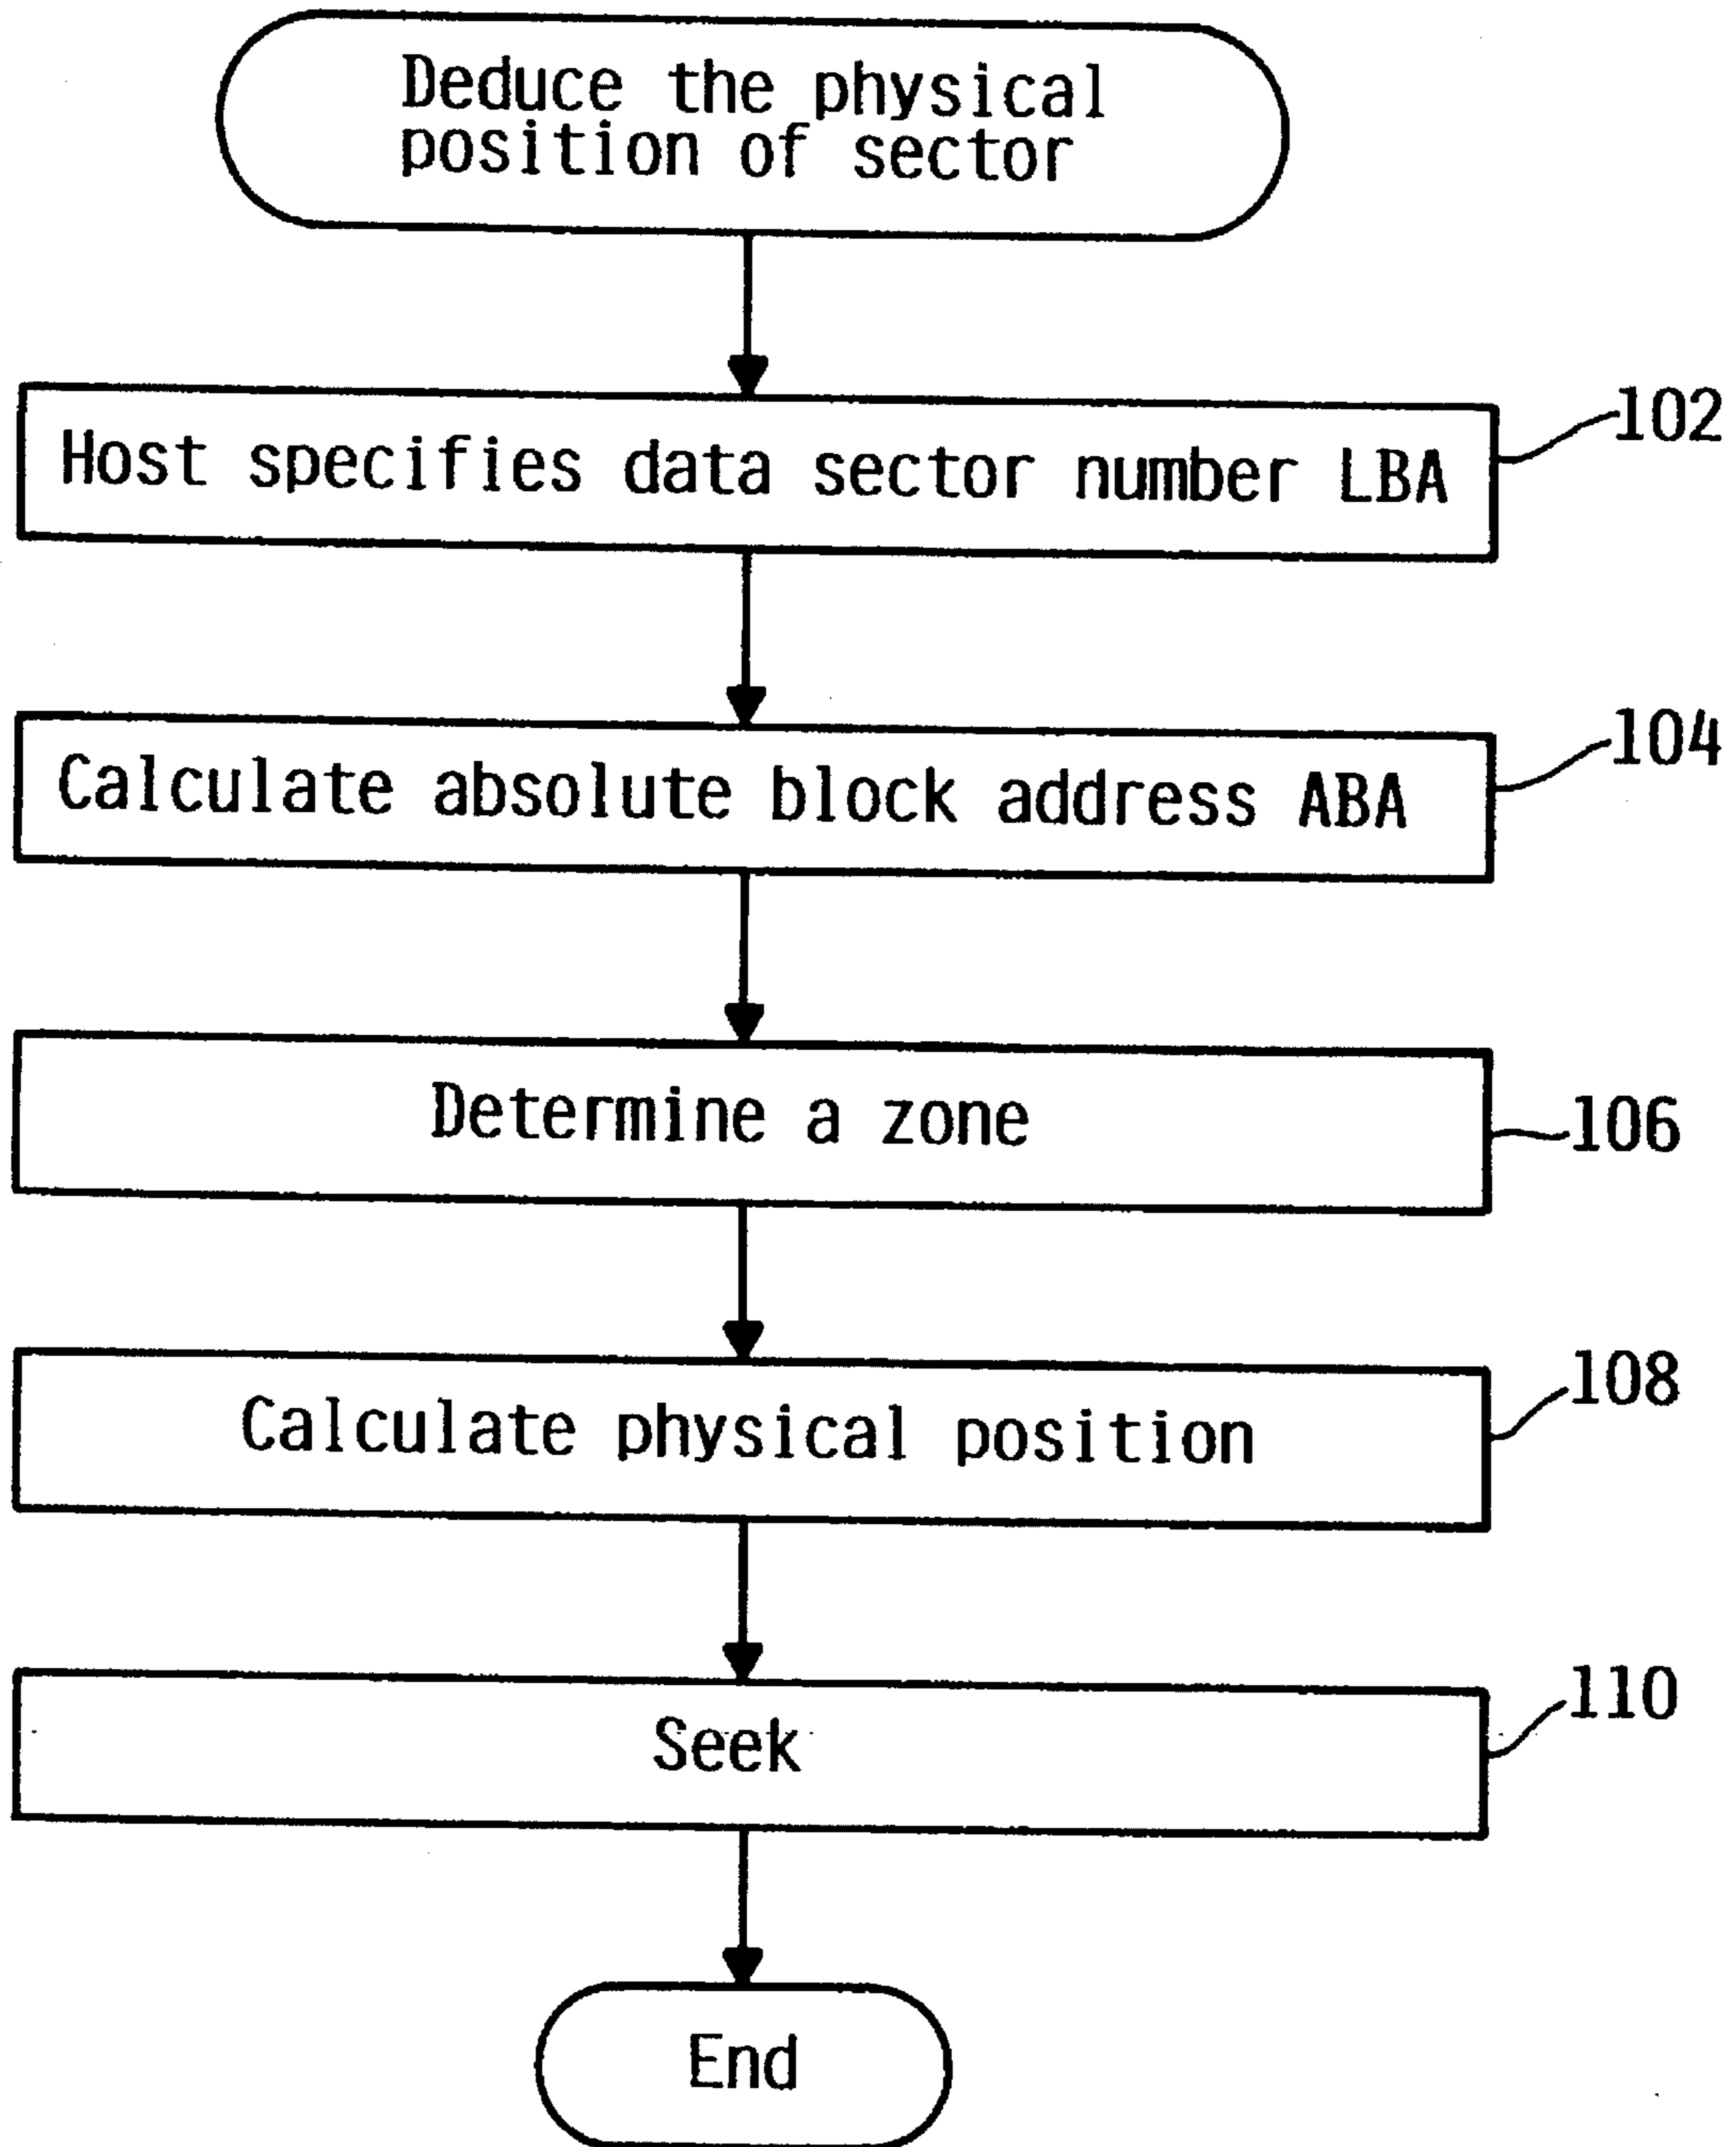 Deduce the physical
position of sector
Host specifies data sector number LBA
102
Calculate absolute block address ABA
104
Determine a zone
106
Calculate physical position
108
Seek
110
End